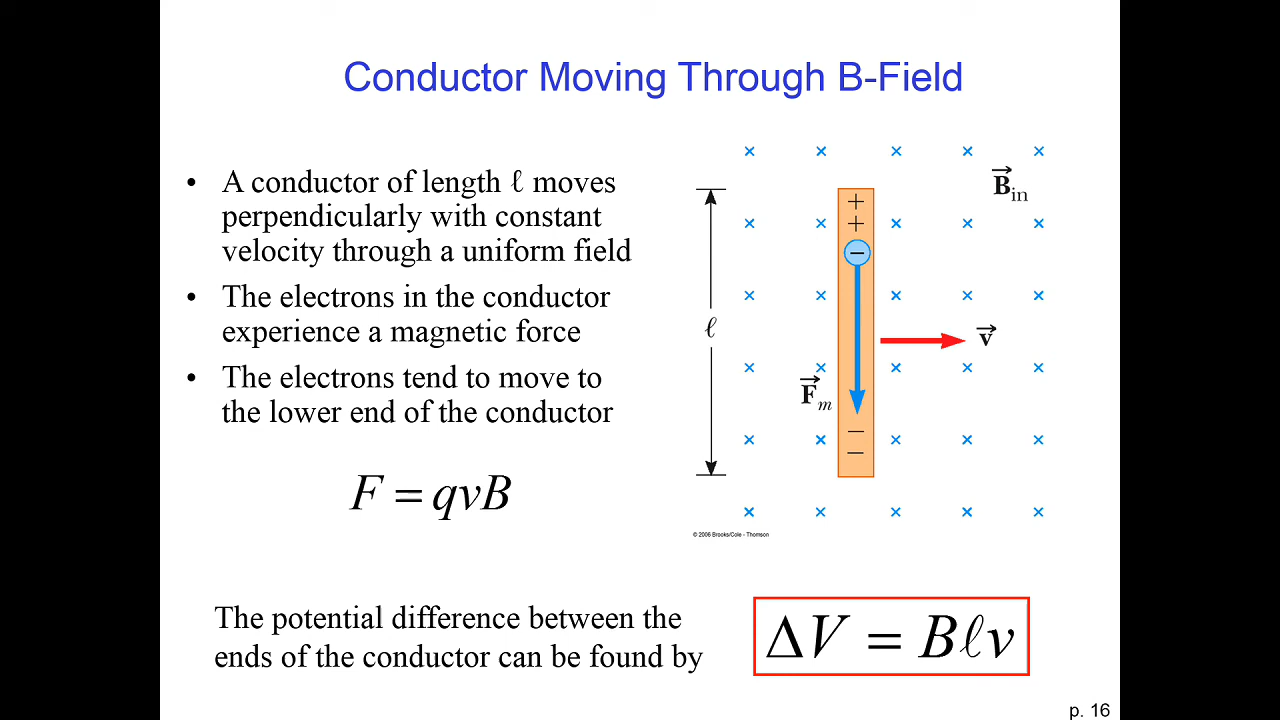 Conductor Moving Through B-Field
• A conductor of length ℓ moves
perpendicularly with constant
velocity through a uniform field
• The electrons in the conductor
experience a magnetic force
• The electrons tend to move to
the lower end of the conductor
F = qvB
B⃗in
+
+
−
ℓ
v⃗
F⃗m
−
−
© 2006 Brooks/Cole - Thomson
The potential difference between the
ends of the conductor can be found by
ΔV = Bℓv
p. 16